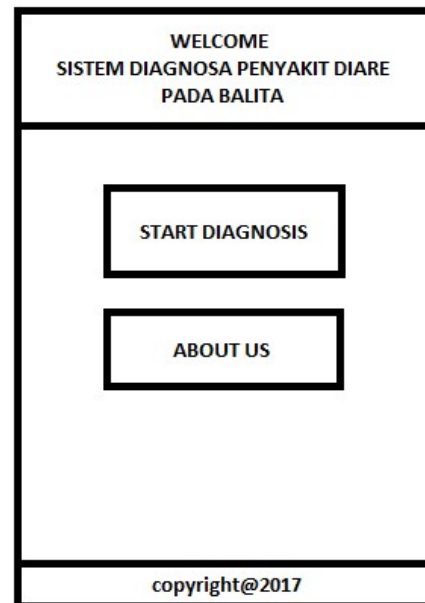 WELCOME
SISTEM DIAGNOSA PENYAKIT DIARE
PADA BALITA
START DIAGNOSIS
ABOUT US
copyright@2017